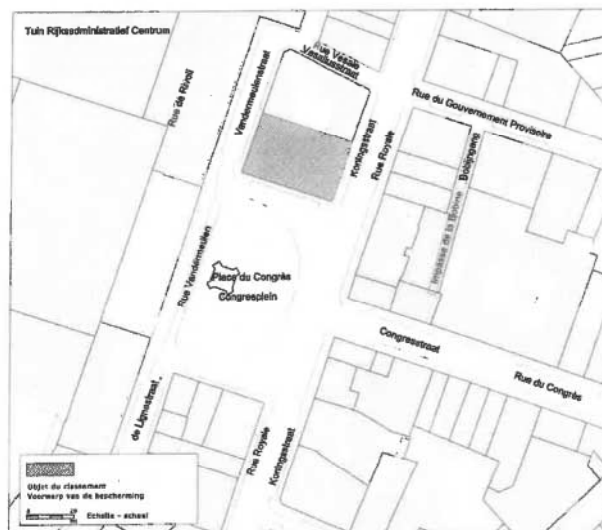 Tuin Rijksadministratief Centrum
Rue de Rivoli
Vandermeulenstraat
Rue Vésale
Vesaliusstraat
Koningsstraat
Rue Royale
Rue du Gouvernement Provisoire
Bobijngang
Impasse de la Bobine
Rue Vandermeulen
Place du Congrès
Congresplein
Congresstraat
Rue du Congrès
de Lignestraat
Rue Royale
Koningsstraat
Objet du classement
Voorwerp van de bescherming
Echelle - schaal